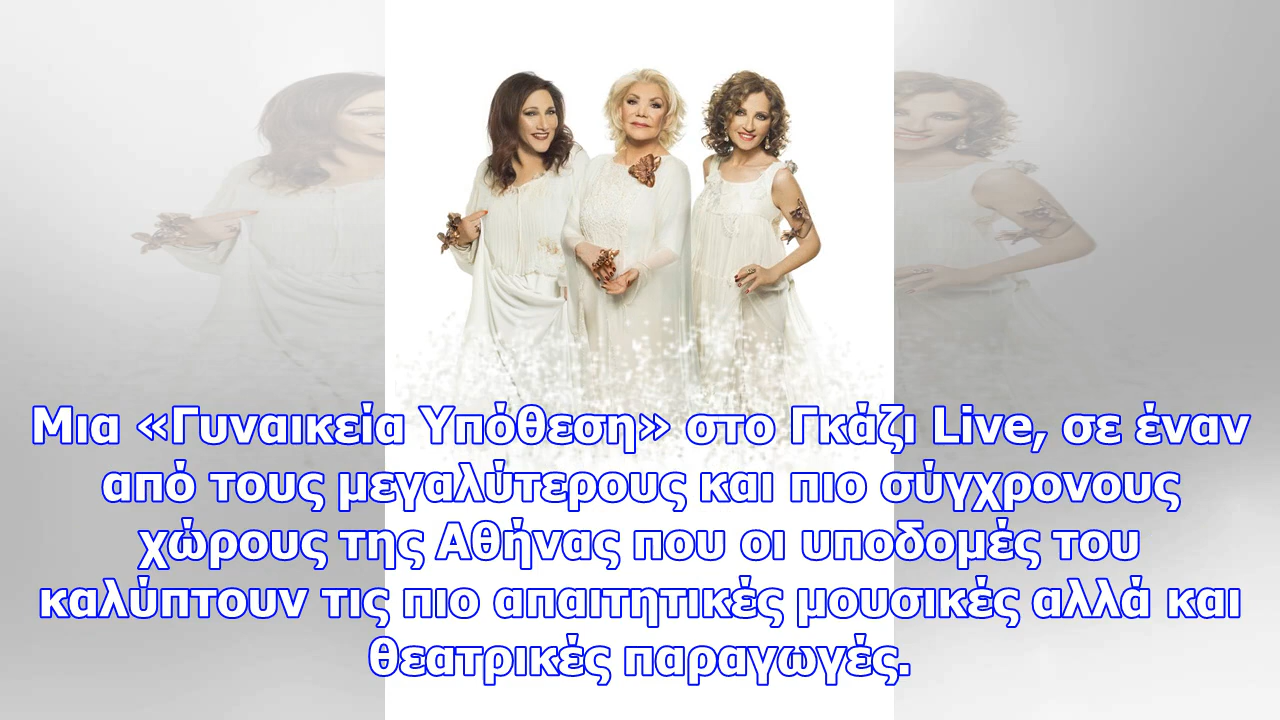 Μια «Γυναικεία Υπόθεση» στο Γκάζι Live, σε έναν
από τους μεγαλύτερους και πιο σύγχρονους
χώρους της Αθήνας που οι υποδομές του
καλύπτουν τις πιο απαιτητικές μουσικές αλλά και
θεατρικές παραγωγές.